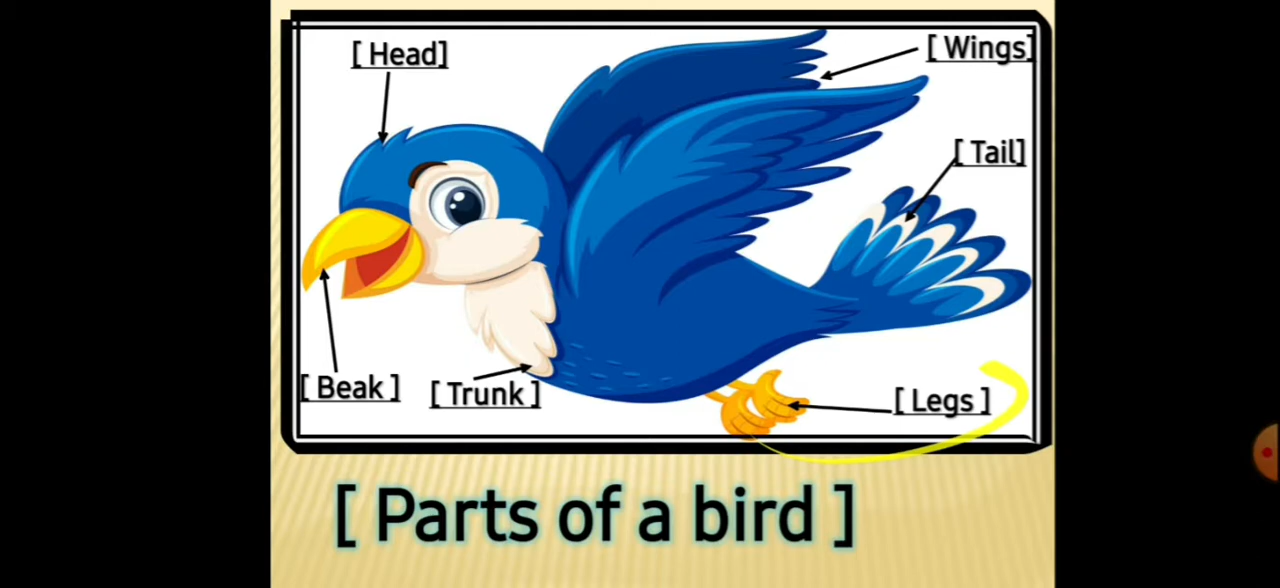 [ Head]
[ Wings]
[ Tail]
[ Beak ]
[ Trunk ]
[ Legs ]
[ Parts of a bird ]